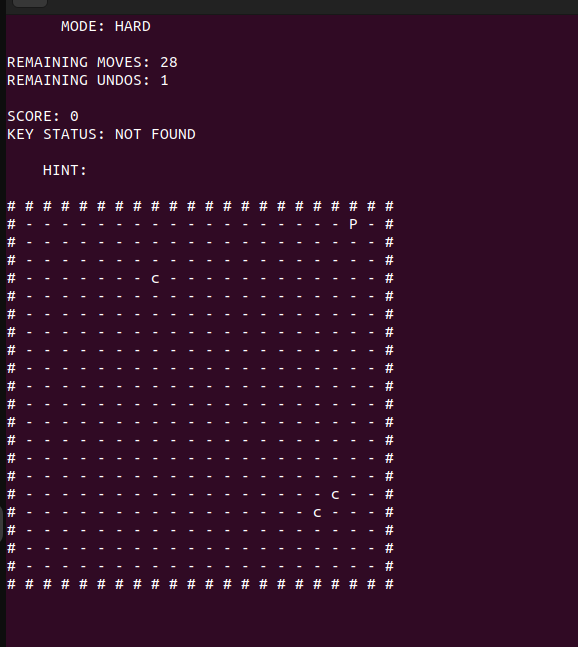 MODE: HARD
REMAINING MOVES: 28
REMAINING UNDOS: 1
SCORE: 0
KEY STATUS: NOT FOUND
HINT:
# # # # # # # # # # # # # # # # # # # # # #
# - - - - - - - - - - - - - - - - - - P - #
# - - - - - - - - - - - - - - - - - - - - #
# - - - - - - - - - - - - - - - - - - - - #
# - - - - - - - c - - - - - - - - - - - - #
# - - - - - - - - - - - - - - - - - - - - #
# - - - - - - - - - - - - - - - - - - - - #
# - - - - - - - - - - - - - - - - - - - - #
# - - - - - - - - - - - - - - - - - - - - #
# - - - - - - - - - - - - - - - - - - - - #
# - - - - - - - - - - - - - - - - - - - - #
# - - - - - - - - - - - - - - - - - - - - #
# - - - - - - - - - - - - - - - - - - - - #
# - - - - - - - - - - - - - - - - - - - - #
# - - - - - - - - - - - - - - - - - - - - #
# - - - - - - - - - - - - - - - - - - - - #
# - - - - - - - - - - - - - - - - - c - - #
# - - - - - - - - - - - - - - - - c - - - #
# - - - - - - - - - - - - - - - - - - - - #
# - - - - - - - - - - - - - - - - - - - - #
# - - - - - - - - - - - - - - - - - - - - #
# # # # # # # # # # # # # # # # # # # # # #